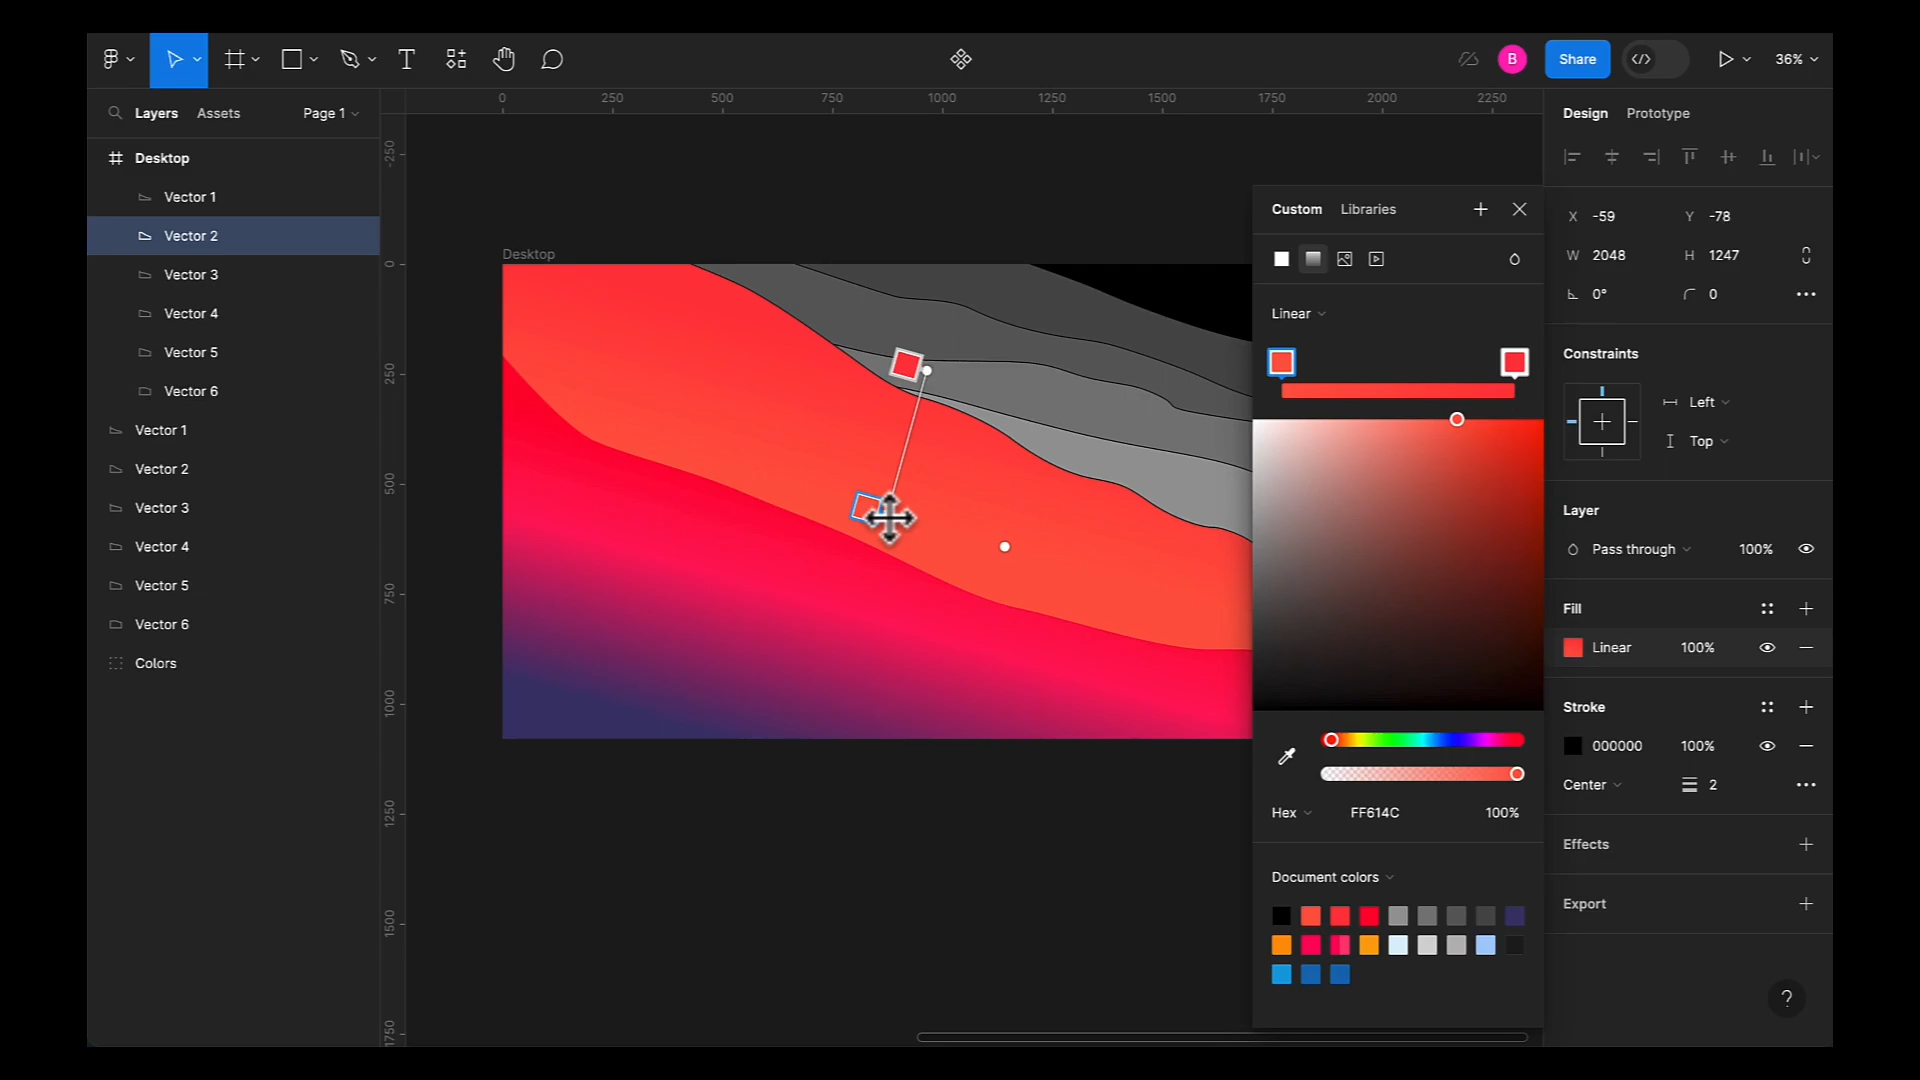 B
Share
36%
Layers
Assets
Page 1
0
250
500
750
1000
1250
1500
1750
2000
2250
Design
Prototype
-250
0
250
500
750
1000
1250
1500
1750
Desktop
Vector 1
Vector 2
Vector 3
Vector 4
Vector 5
Vector 6
Vector 1
Vector 2
Vector 3
Vector 4
Vector 5
Vector 6
Colors
Desktop
Custom
Libraries
Linear
Hex
FF614C
100%
Document colors
X -59
Y -78
W 2048
H 1247
0°
0
Constraints
Left
Top
Layer
Pass through
100%
Fill
Linear
100%
Stroke
000000
100%
Center
2
Effects
Export
?